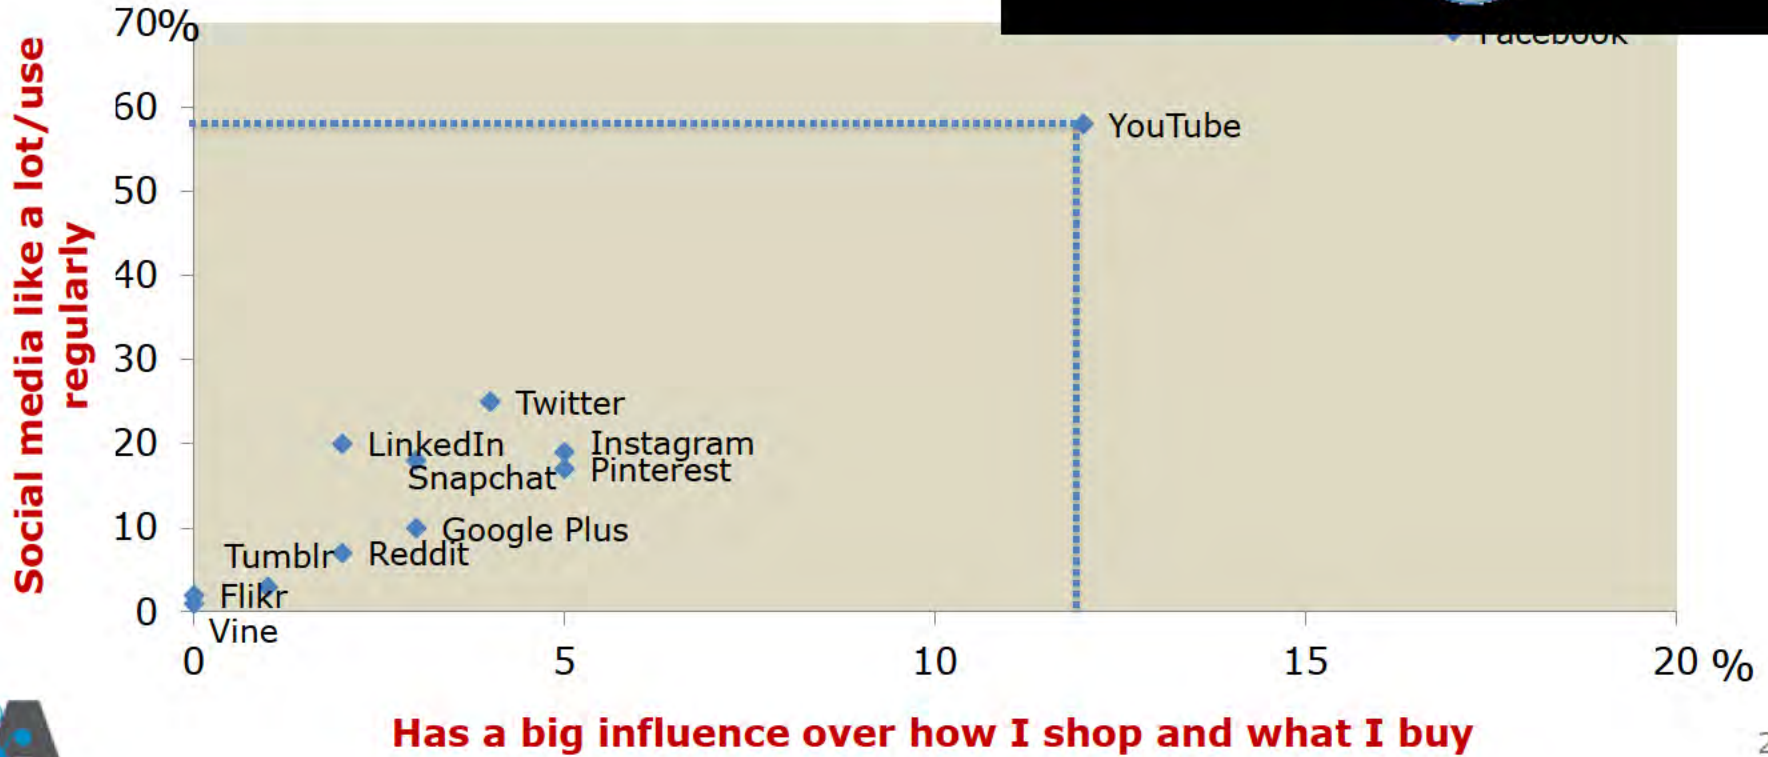 70%
Facebook
60
YouTube
50
40
30
Twitter
20
LinkedIn
Instagram
Snapchat
Pinterest
10
Google Plus
Tumblr
Reddit
Flikr
0
Vine
0 5 10 15 20 %
Social media like a lot/use
regularly
Has a big influence over how I shop and what I buy